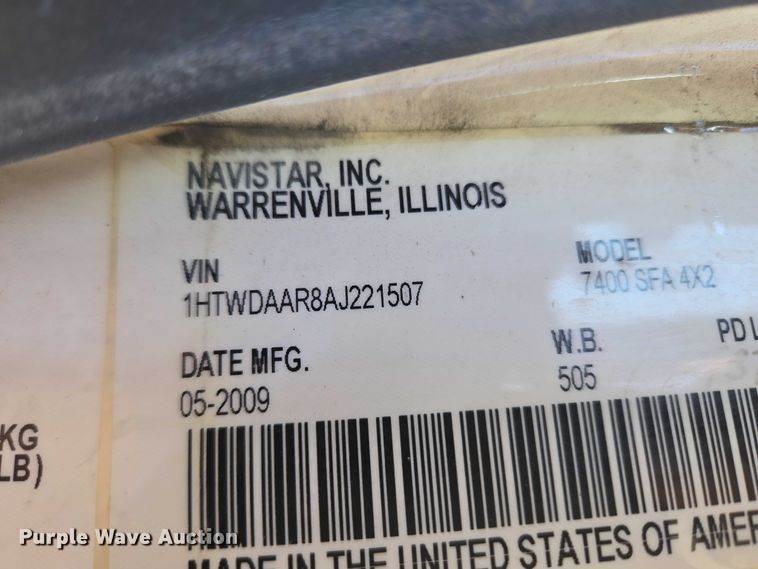 NAVISTAR, INC.
WARRENVILLE, ILLINOIS
VIN
1HTWDAAR8AJ221507
MODEL
7400 SFA 4X2
DATE MFG.
05-2009
W.B.
505
PD L
KG
LB)
MADE IN THE UNITED STATES OF AMER
Purple Wave Auction